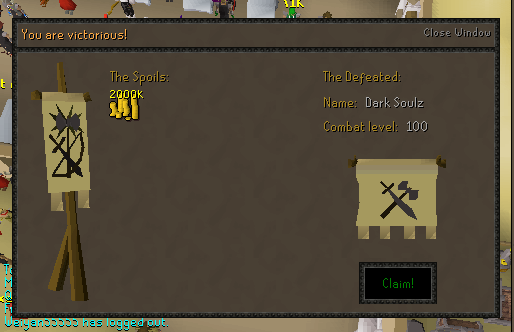 You are victorious!
Close Window
The Spoils:
2000K
The Defeated:
Name: Dark Soulz
Combat level: 100
Claim!
has logged out.